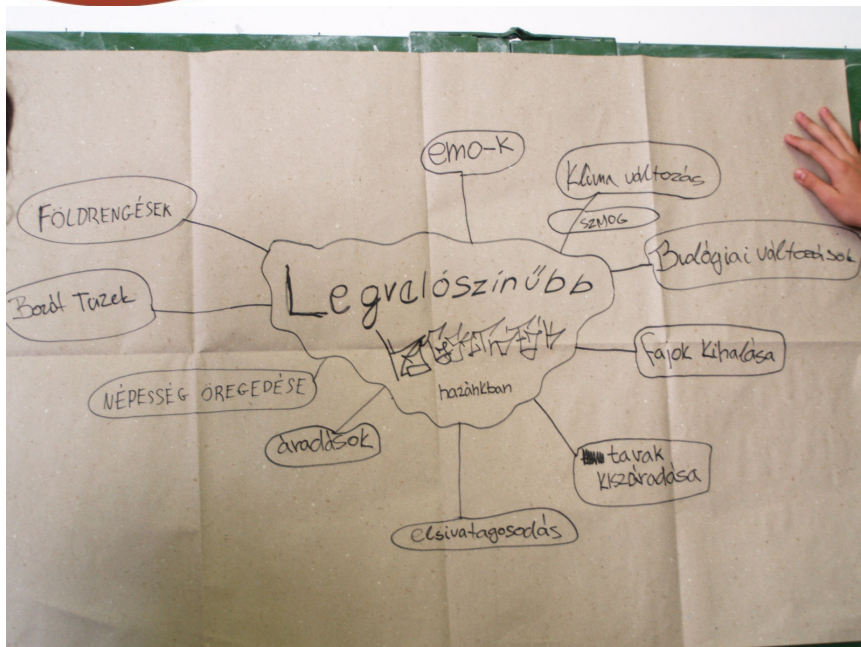 emo-k
Klíma változás
SZMOG
FÖLDRENGÉSEK
Biológiai változások
Bozót Tüzek
Legvalószínűbb
hazánkban
fajok kihalása
NÉPESSÉG ÖREGEDÉSE
áradások
tavak
kiszáradása
elsivatagosodás